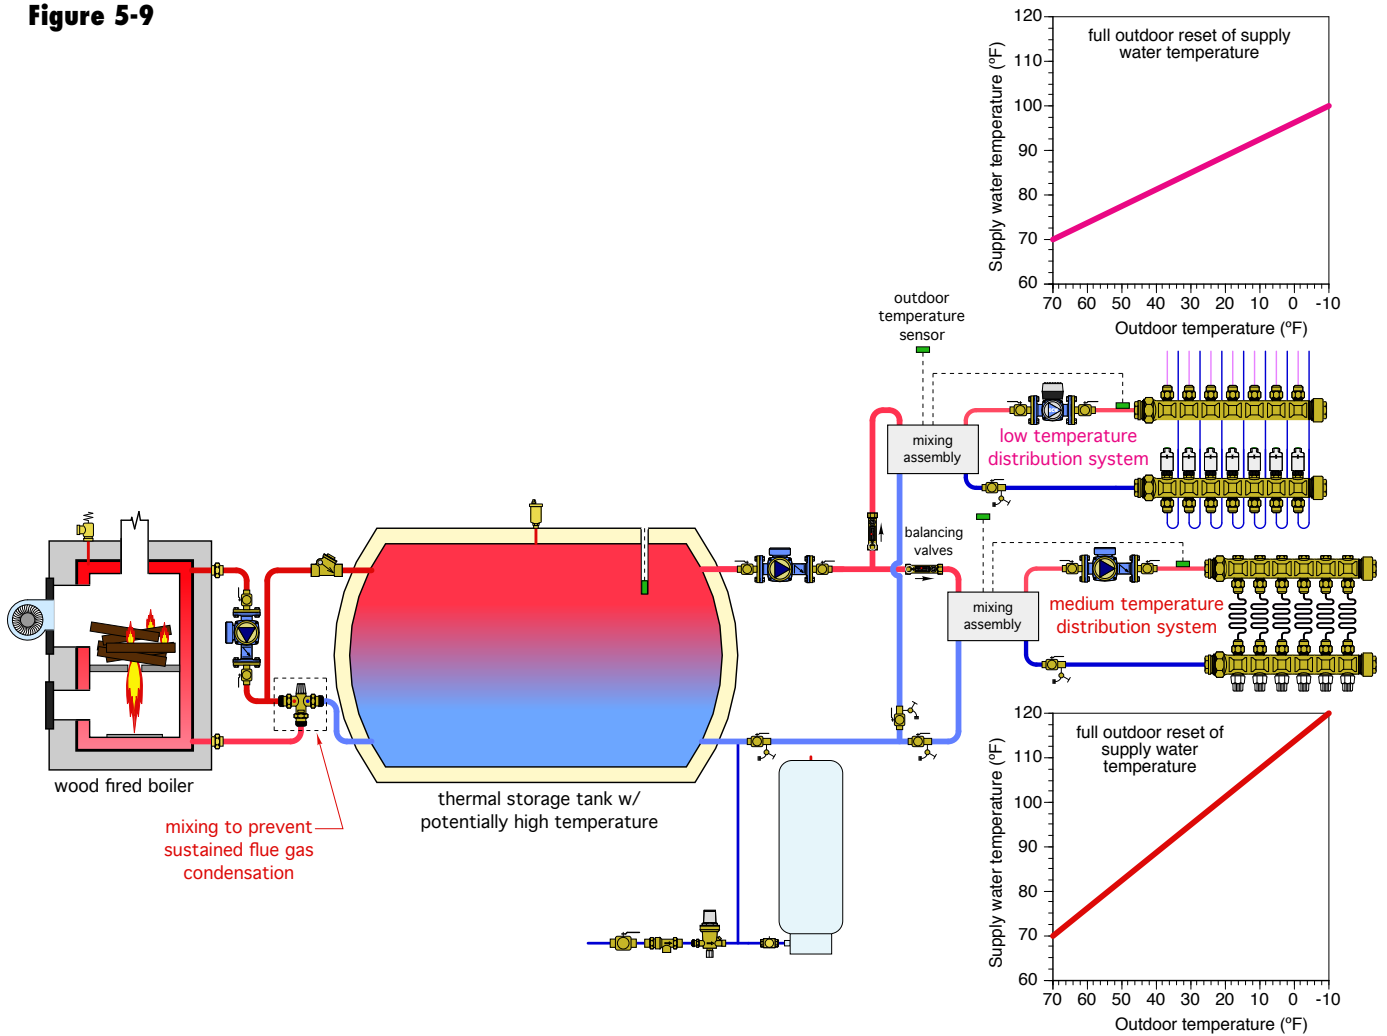 Figure 5-9
120
110
100
90
80
70
60
Supply water temperature (ºF)
full outdoor reset of supply
water temperature
70 60 50 40 30 20 10 0 -10
Outdoor temperature (ºF)
outdoor
temperature
sensor
mixing
assembly
low temperature
distribution system
balancing
valves
mixing
assembly
medium temperature
distribution system
wood fired boiler
thermal storage tank w/
potentially high temperature
mixing to prevent
sustained flue gas
condensation
120
110
100
90
80
70
60
Supply water temperature (ºF)
full outdoor reset of
supply water
temperature
70 60 50 40 30 20 10 0 -10
Outdoor temperature (ºF)